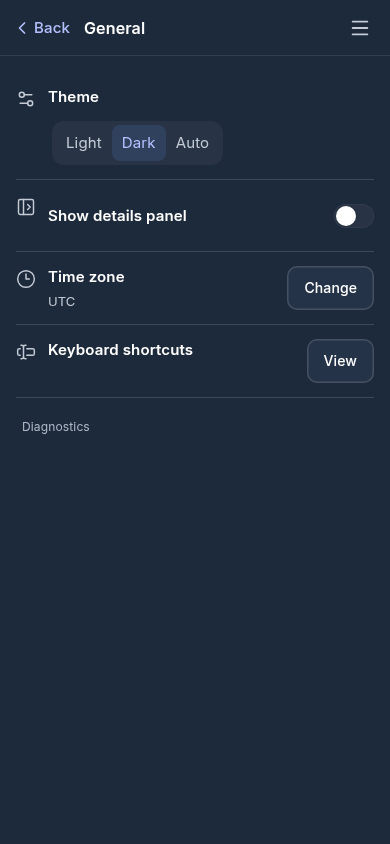 Back General
Theme
Light Dark Auto
Show details panel
Time zone
UTC
Change
Keyboard shortcuts
View
Diagnostics